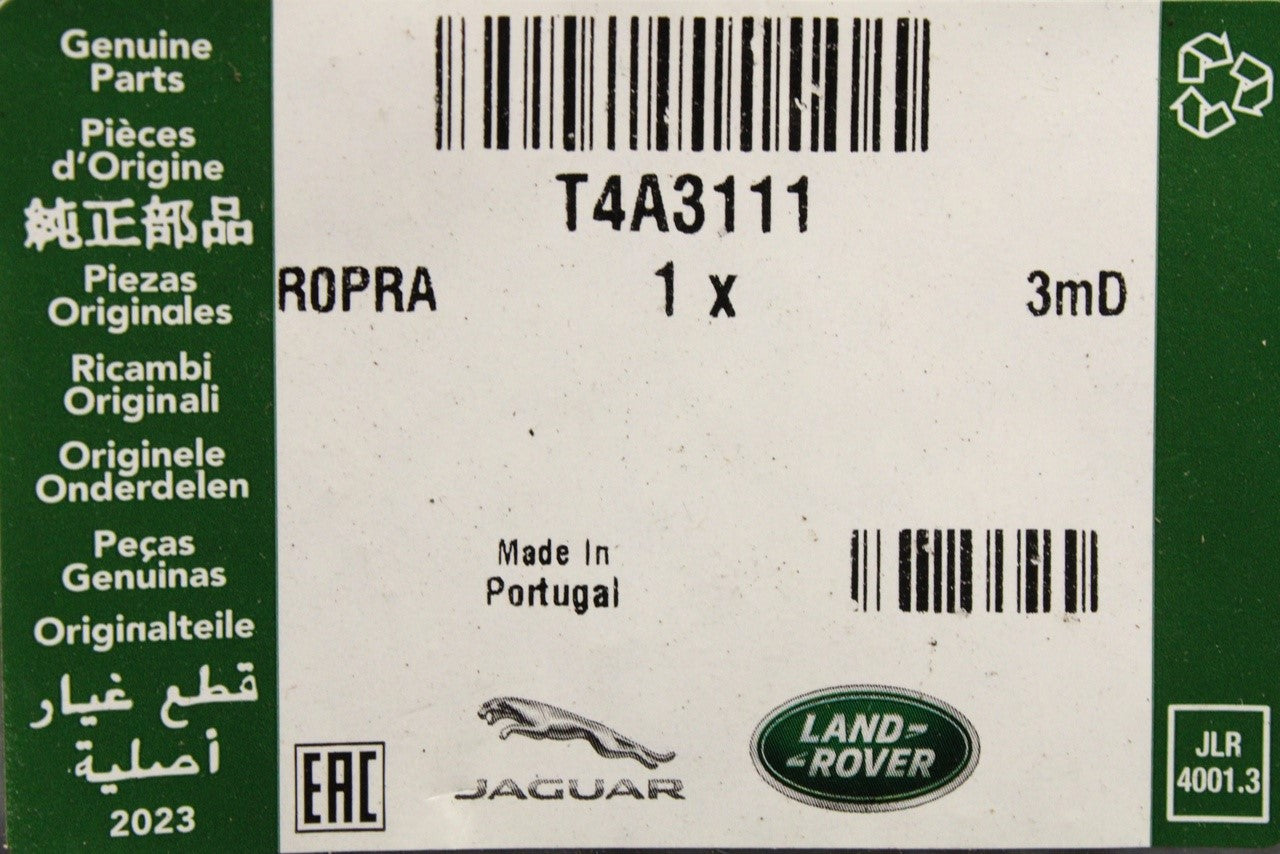 Genuine
Parts
Pièces
d'Origine
純正部品
Piezas
Originales
Ricambi
Originali
Originele
Onderdelen
Peças
Genuinas
Originalteile
قطع غيار
أصلية
2023
T4A3111
ROPRA 1 x 3mD
Made In
Portugal
EAC
JAGUAR
LAND-
-ROVER
JLR
4001.3